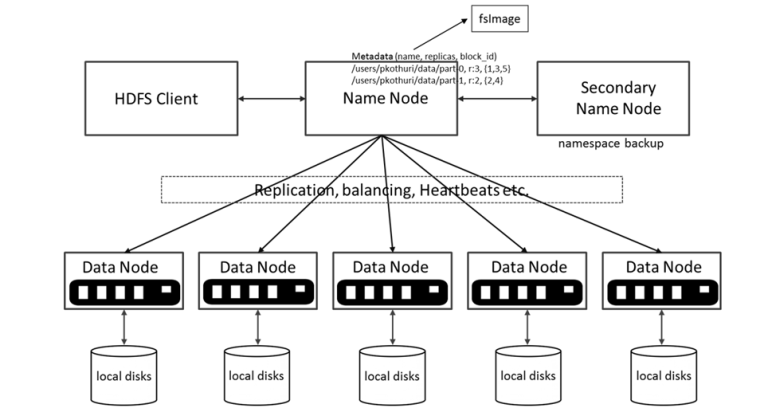 fsImage
Metadata (name, replicas, block_id)
/users/pkothuri/data/part-0, r:3, {1,3,5}
/users/pkothuri/data/part-1, r:2, {2,4}
HDFS Client
Name Node
Secondary
Name Node
namespace backup
Replication, balancing, Heartbeats etc.
Data Node
Data Node
Data Node
Data Node
Data Node
local disks
local disks
local disks
local disks
local disks